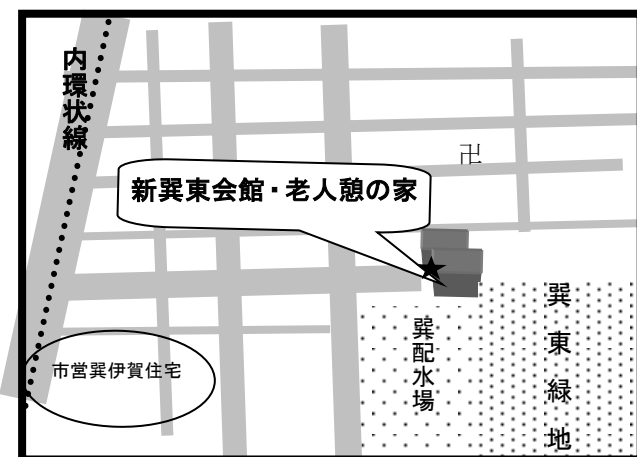 内環状線
卍
新巽東会館・老人憩の家
市営巽伊賀住宅
巽配水場
巽東緑地